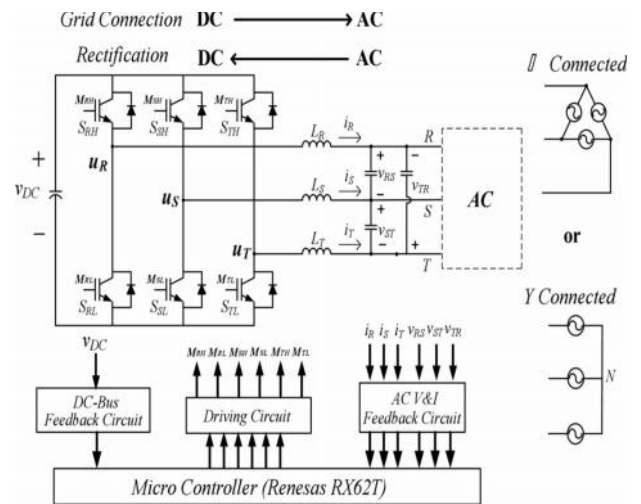 Grid Connection DC AC
Rectification DC AC
▯ Connected
M_RH M_SH M_TH
S_RH S_SH S_TH
L_R i_R R
u_R
+ −
v_RS v_TR
+
v_DC
−
L_S i_S
u_S
− S
+
AC
or
L_T i_T v_ST
u_T
− + T
M_RL M_SL M_TL
S_RL S_SL S_TL
Y Connected
N
v_DC
M_RH M_RL M_SH M_SL M_TH M_TL
i_R i_S i_T v_RS v_ST v_TR
DC-Bus
Feedback Circuit
Driving Circuit
AC V&I
Feedback Circuit
Micro Controller (Renesas RX62T)